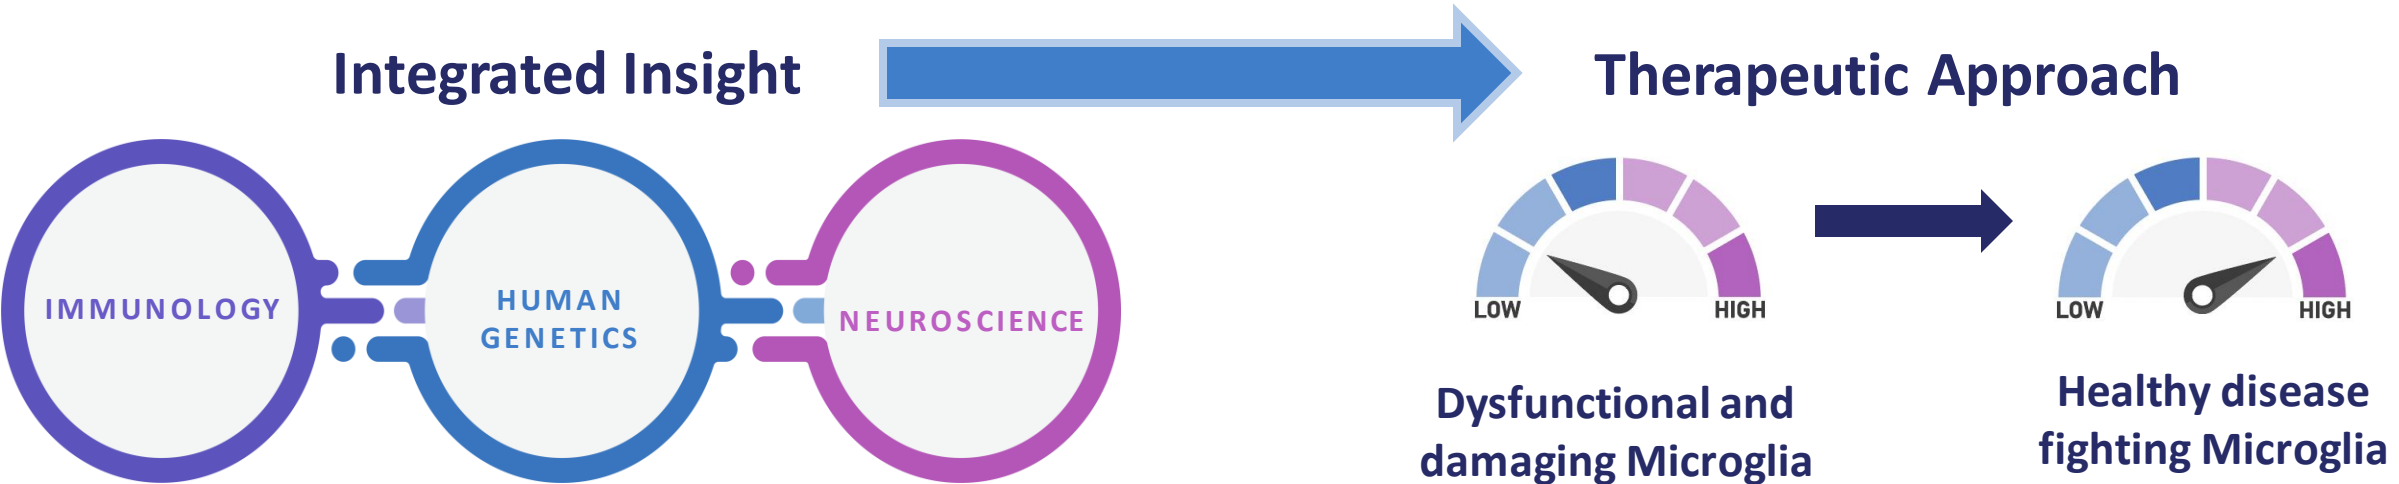 Integrated Insight
Therapeutic Approach
IMMUNOLOGY
HUMAN
GENETICS
NEUROSCIENCE
LOW
HIGH
LOW
HIGH
Dysfunctional and
damaging Microglia
Healthy disease
fighting Microglia